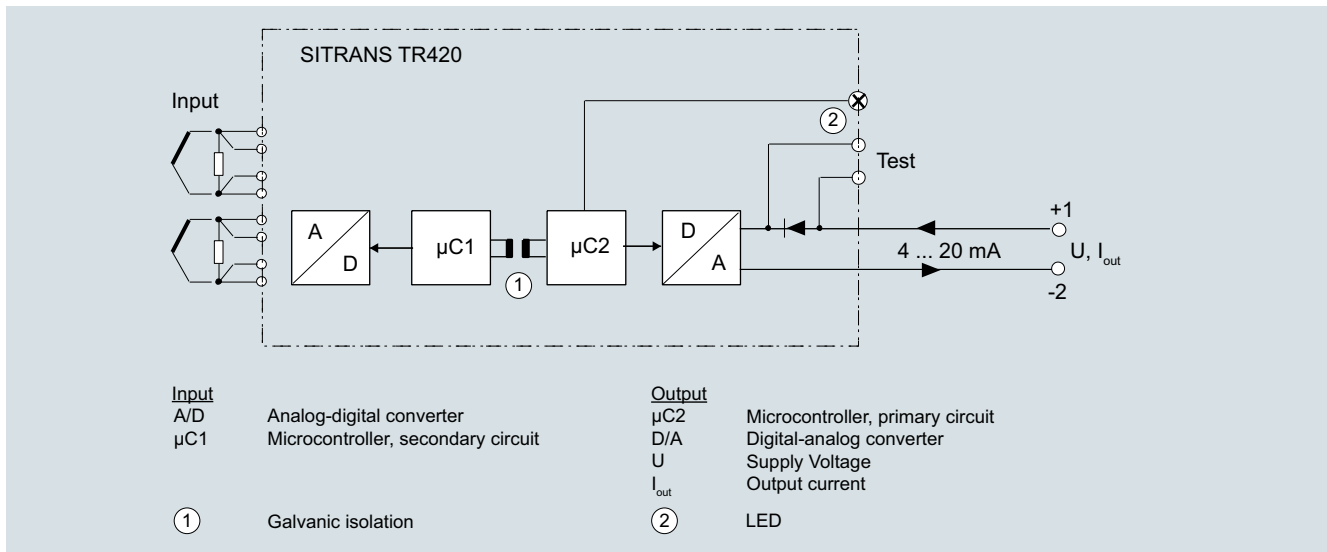 SITRANS TR420
Input
2
Test
A
D
µC1
1
µC2
D
A
+1
4 ... 20 mA
U, Iout
-2
Input
A/D Analog-digital converter
µC1 Microcontroller, secondary circuit
1 Galvanic isolation
Output
µC2 Microcontroller, primary circuit
D/A Digital-analog converter
U Supply Voltage
Iout Output current
2 LED